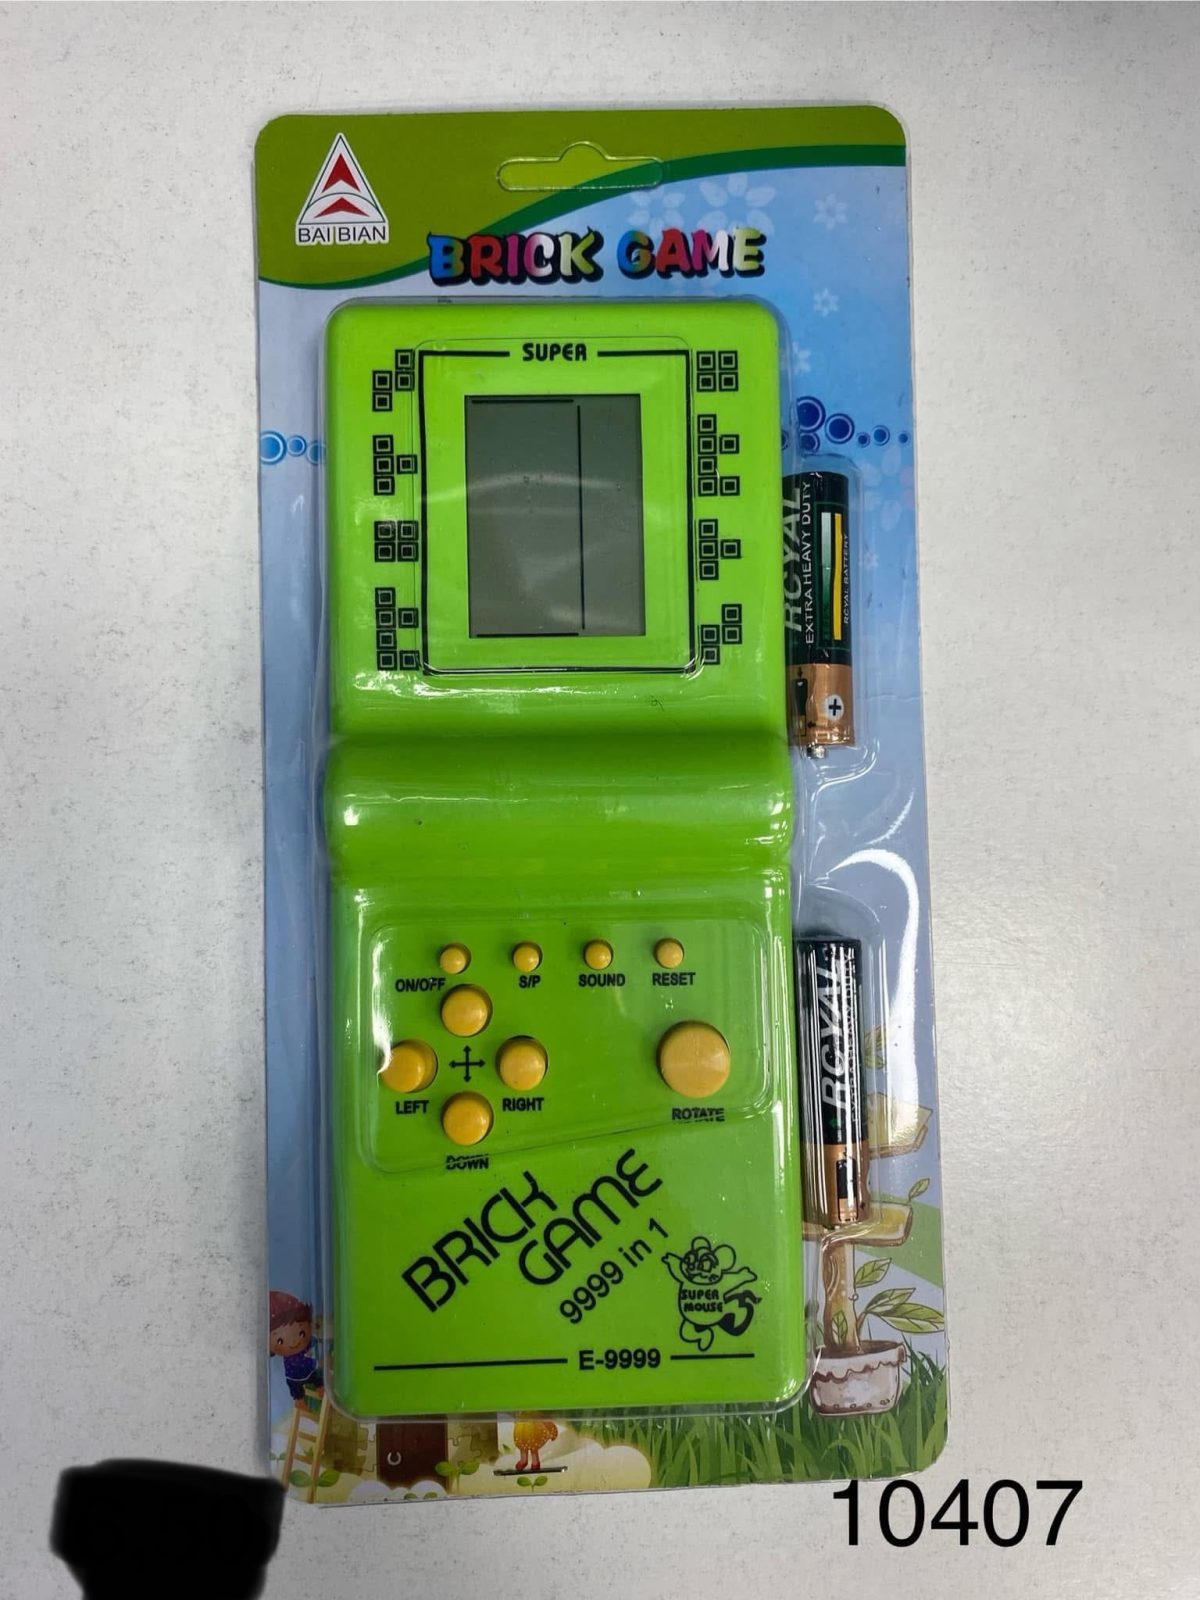 BAI BIAN
BRICK GAME
SUPER
ROYAL
EXTRA HEAVY DUTY
ROYAL BATTERY
+
ON/OFF
S/P
SOUND
RESET
LEFT
RIGHT
DOWN
ROTATE
ROYAL
BRICK
GAME
9999 in 1
SUPER
MOUSE
E-9999
10407